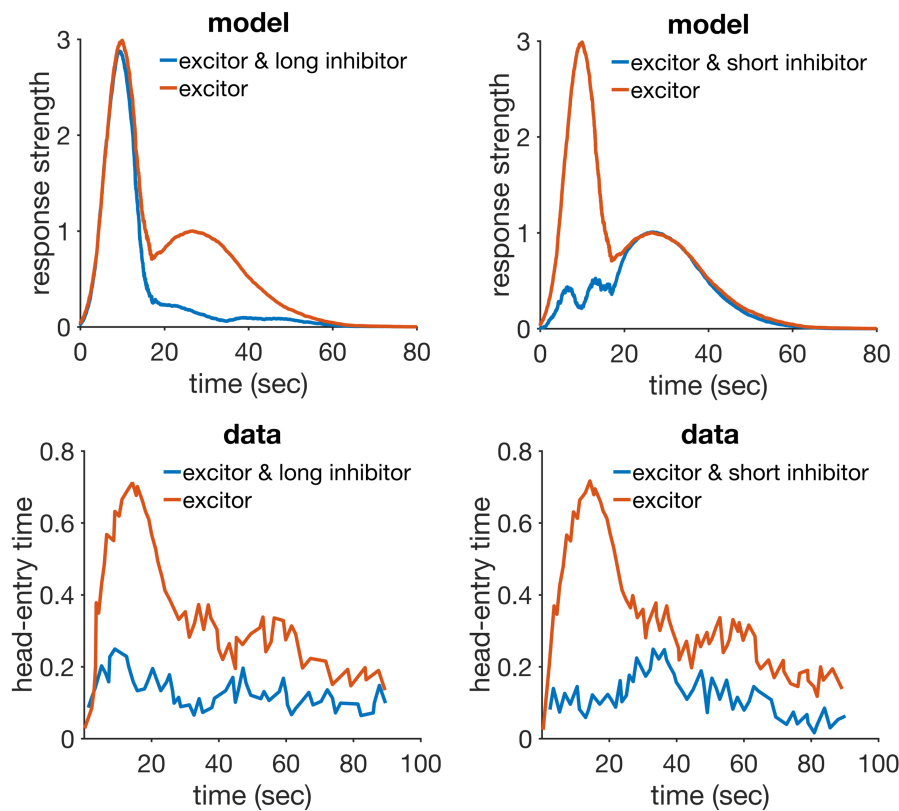 model
excitor & long inhibitor
excitor
response strength
3
2
1
0
0 20 40 60 80
time (sec)
model
excitor & short inhibitor
excitor
response strength
3
2
1
0
0 20 40 60 80
time (sec)
data
excitor & long inhibitor
excitor
head-entry time
0.8
0.6
0.4
0.2
0
20 40 60 80 100
time (sec)
data
excitor & short inhibitor
excitor
head-entry time
0.8
0.6
0.4
0.2
0
20 40 60 80 100
time (sec)